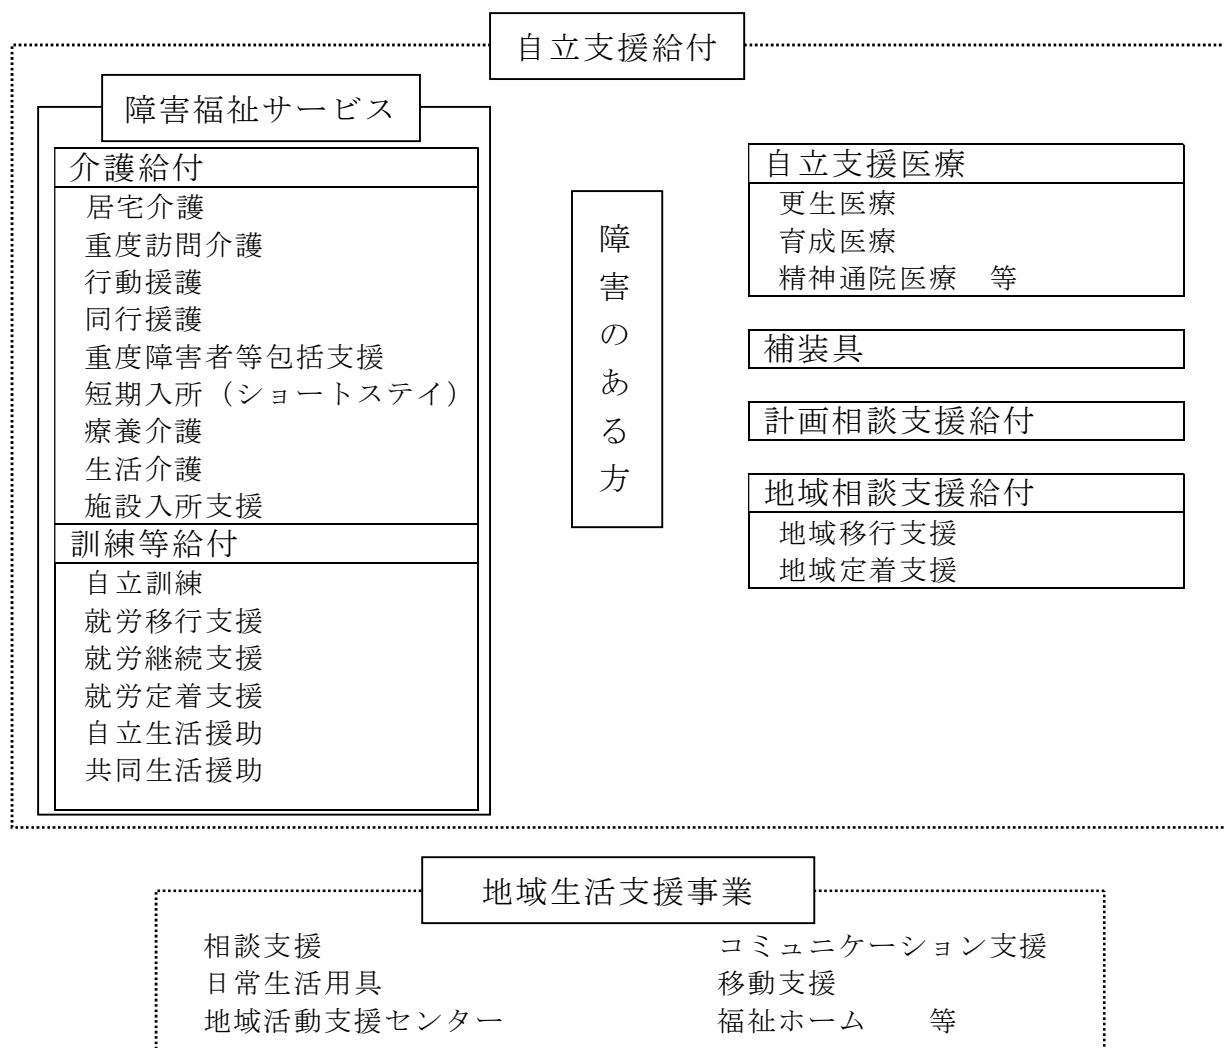 自立支援給付
障害福祉サービス
介護給付
居宅介護
重度訪問介護
行動援護
同行援護
重度障害者等包括支援
短期入所（ショートステイ）
療養介護
生活介護
施設入所支援
訓練等給付
自立訓練
就労移行支援
就労継続支援
就労定着支援
自立生活援助
共同生活援助
障害のある方
自立支援医療
更生医療
育成医療
精神通院医療　等
補装具
計画相談支援給付
地域相談支援給付
地域移行支援
地域定着支援
地域生活支援事業
相談支援
日常生活用具
地域活動支援センター
コミュニケーション支援
移動支援
福祉ホーム　　等